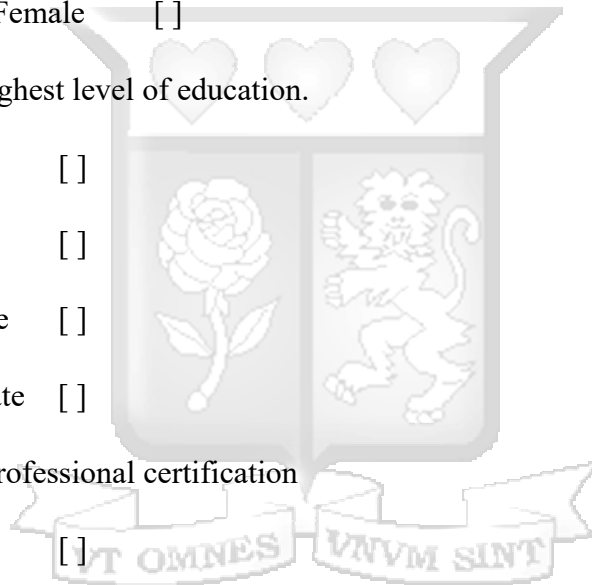 Female [ ]
ghest level of education.
[ ]
[ ]
e [ ]
te [ ]
rofessional certification
[ ]
VT OMNES VNVM SINT